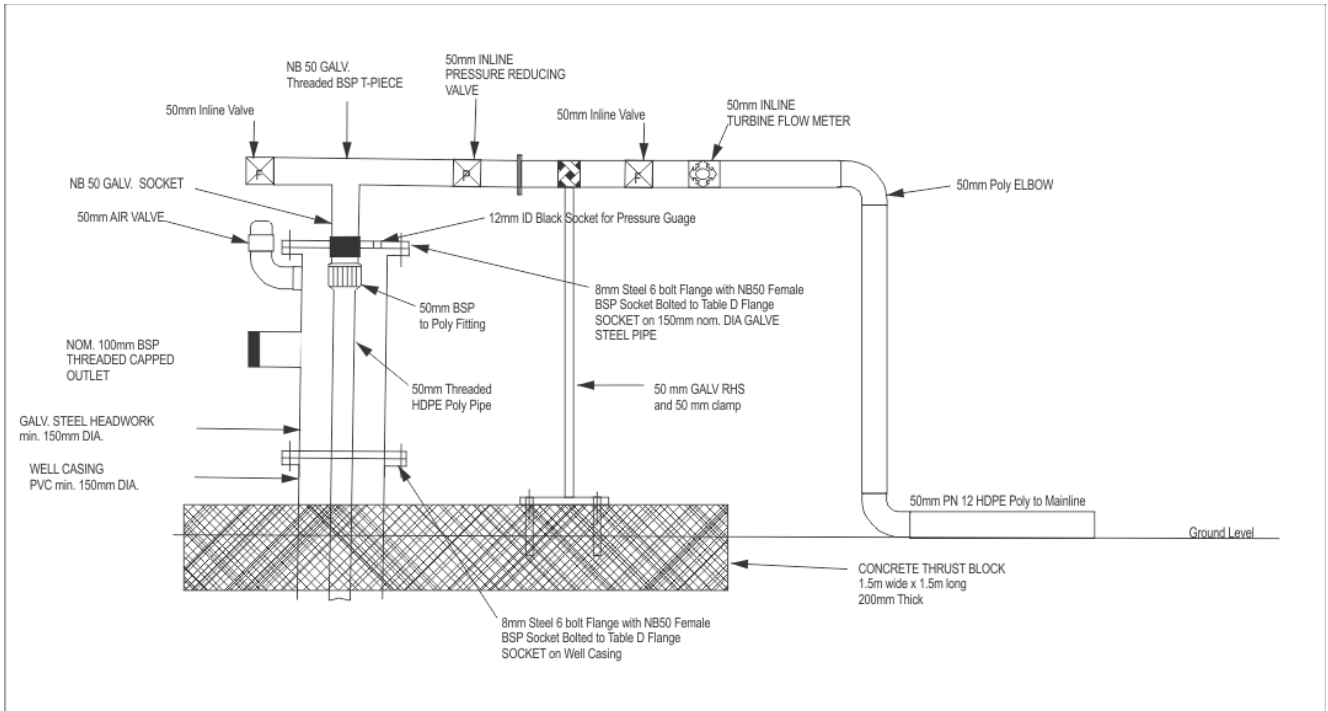 NB 50 GALV.
Threaded BSP T-PIECE
50mm INLINE
PRESSURE REDUCING
VALVE
50mm Inline Valve
50mm Inline Valve
50mm INLINE
TURBINE FLOW METER
NB 50 GALV. SOCKET
50mm Poly ELBOW
50mm AIR VALVE
12mm ID Black Socket for Pressure Guage
F
P
F
8mm Steel 6 bolt Flange with NB50 Female
BSP Socket Bolted to Table D Flange
SOCKET on 150mm nom. DIA GALVE
STEEL PIPE
50mm BSP
to Poly Fitting
NOM. 100mm BSP
THREADED CAPPED
OUTLET
50mm Threaded
HDPE Poly Pipe
50 mm GALV RHS
and 50 mm clamp
GALV. STEEL HEADWORK
min. 150mm DIA.
WELL CASING
PVC min. 150mm DIA.
50mm PN 12 HDPE Poly to Mainline
Ground Level
CONCRETE THRUST BLOCK
1.5m wide x 1.5m long
200mm Thick
8mm Steel 6 bolt Flange with NB50 Female
BSP Socket Bolted to Table D Flange
SOCKET on Well Casing